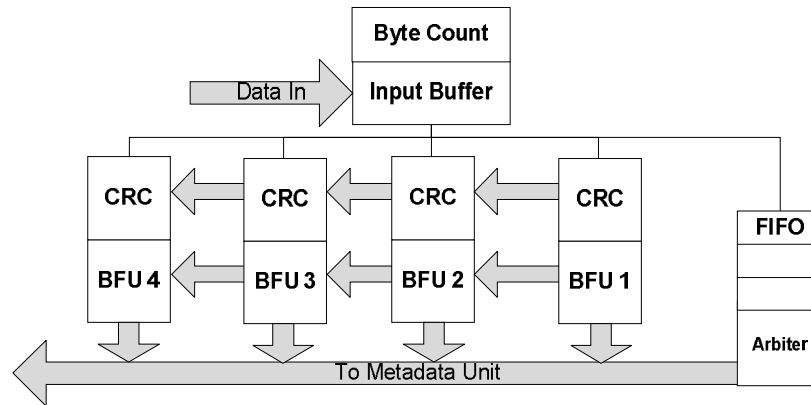 Byte Count
Data In
Input Buffer
CRC
CRC
CRC
CRC
FIFO
BFU 4
BFU 3
BFU 2
BFU 1
Arbiter
To Metadata Unit